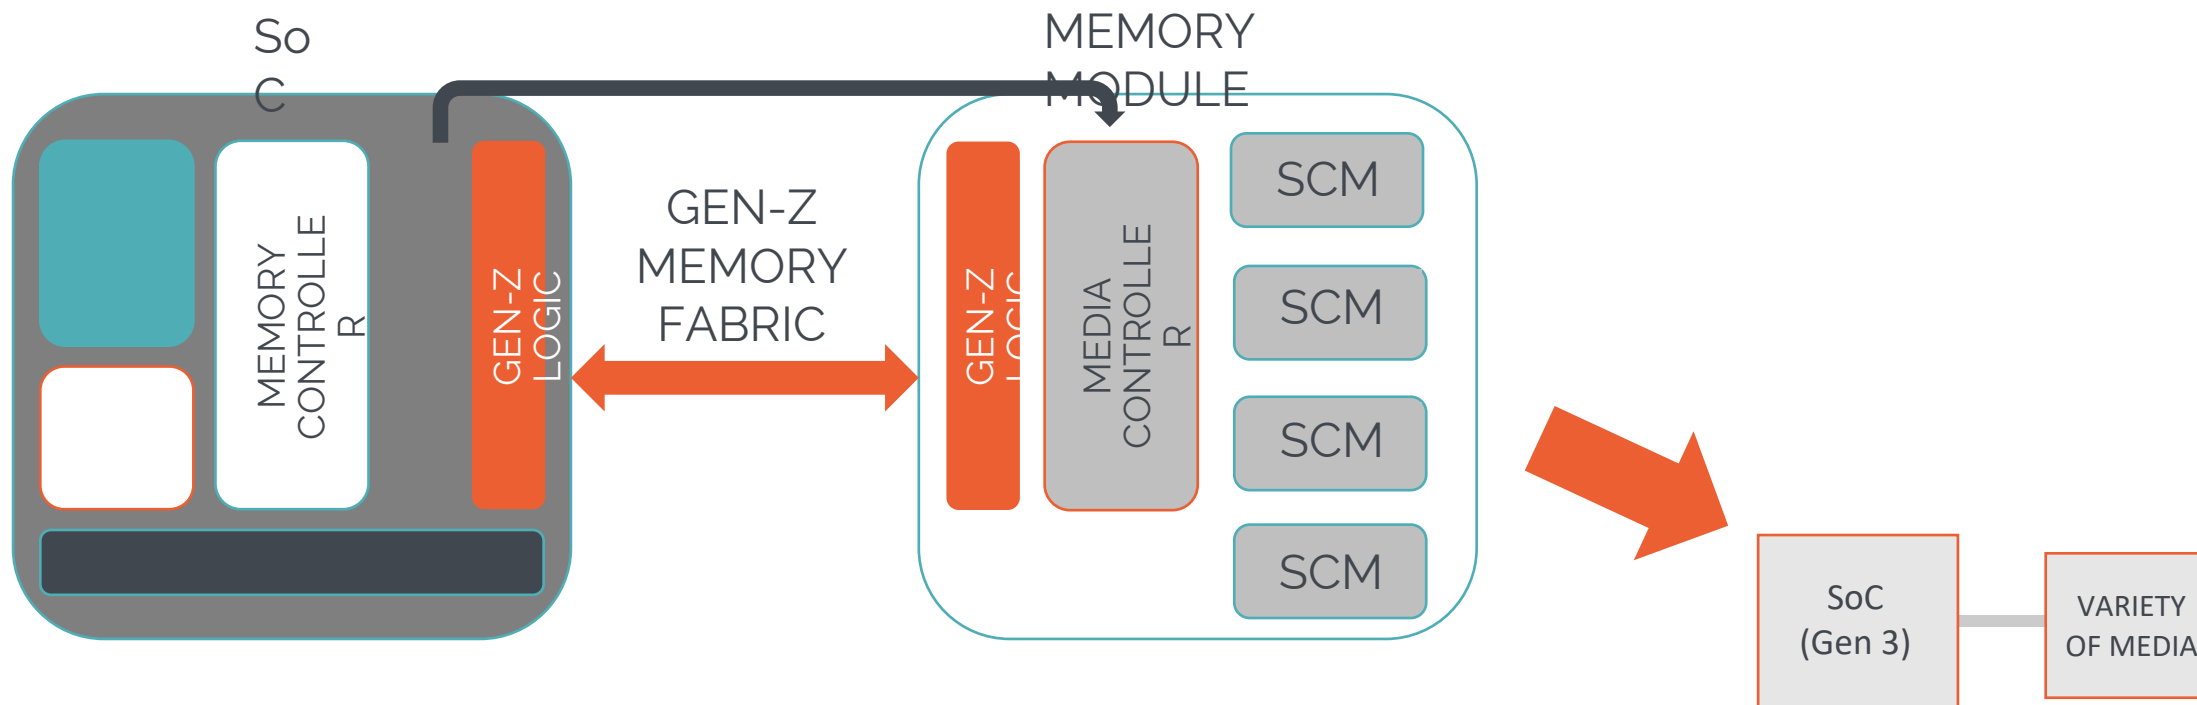 So
C
MEMORY
MODULE
MEMORY
CONTROLLE
R
GEN-Z
LOGIC
GEN-Z
MEMORY
FABRIC
GEN-Z
LOGIC
MEDIA
CONTROLLE
R
SCM
SCM
SCM
SCM
SoC
(Gen 3)
VARIETY
OF MEDIA